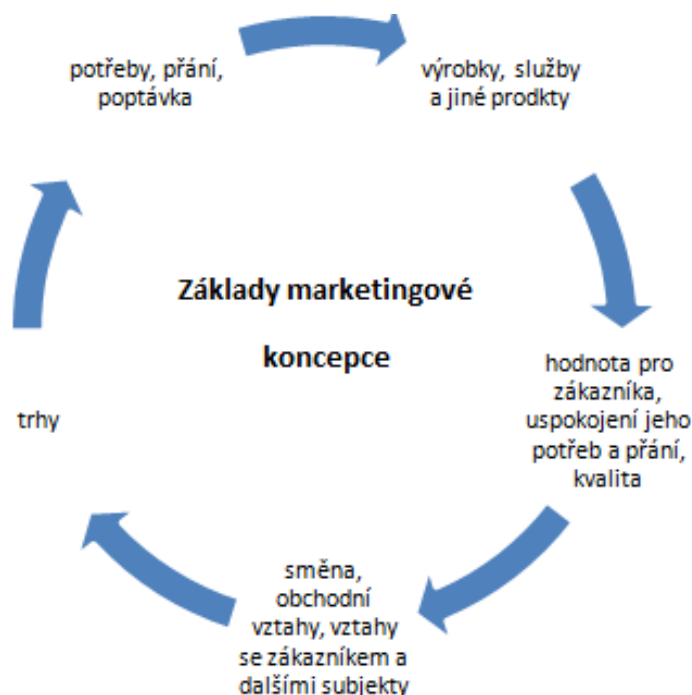 potřeby, přání,
poptávka
výrobky, služby
a jiné prodkty
Základy marketingové
koncepce
hodnota pro
zákazníka,
uspokojení jeho
potřeb a přání,
kvalita
směna,
obchodní
vztahy, vztahy
se zákazníkem a
dalšími subjekty
trhy